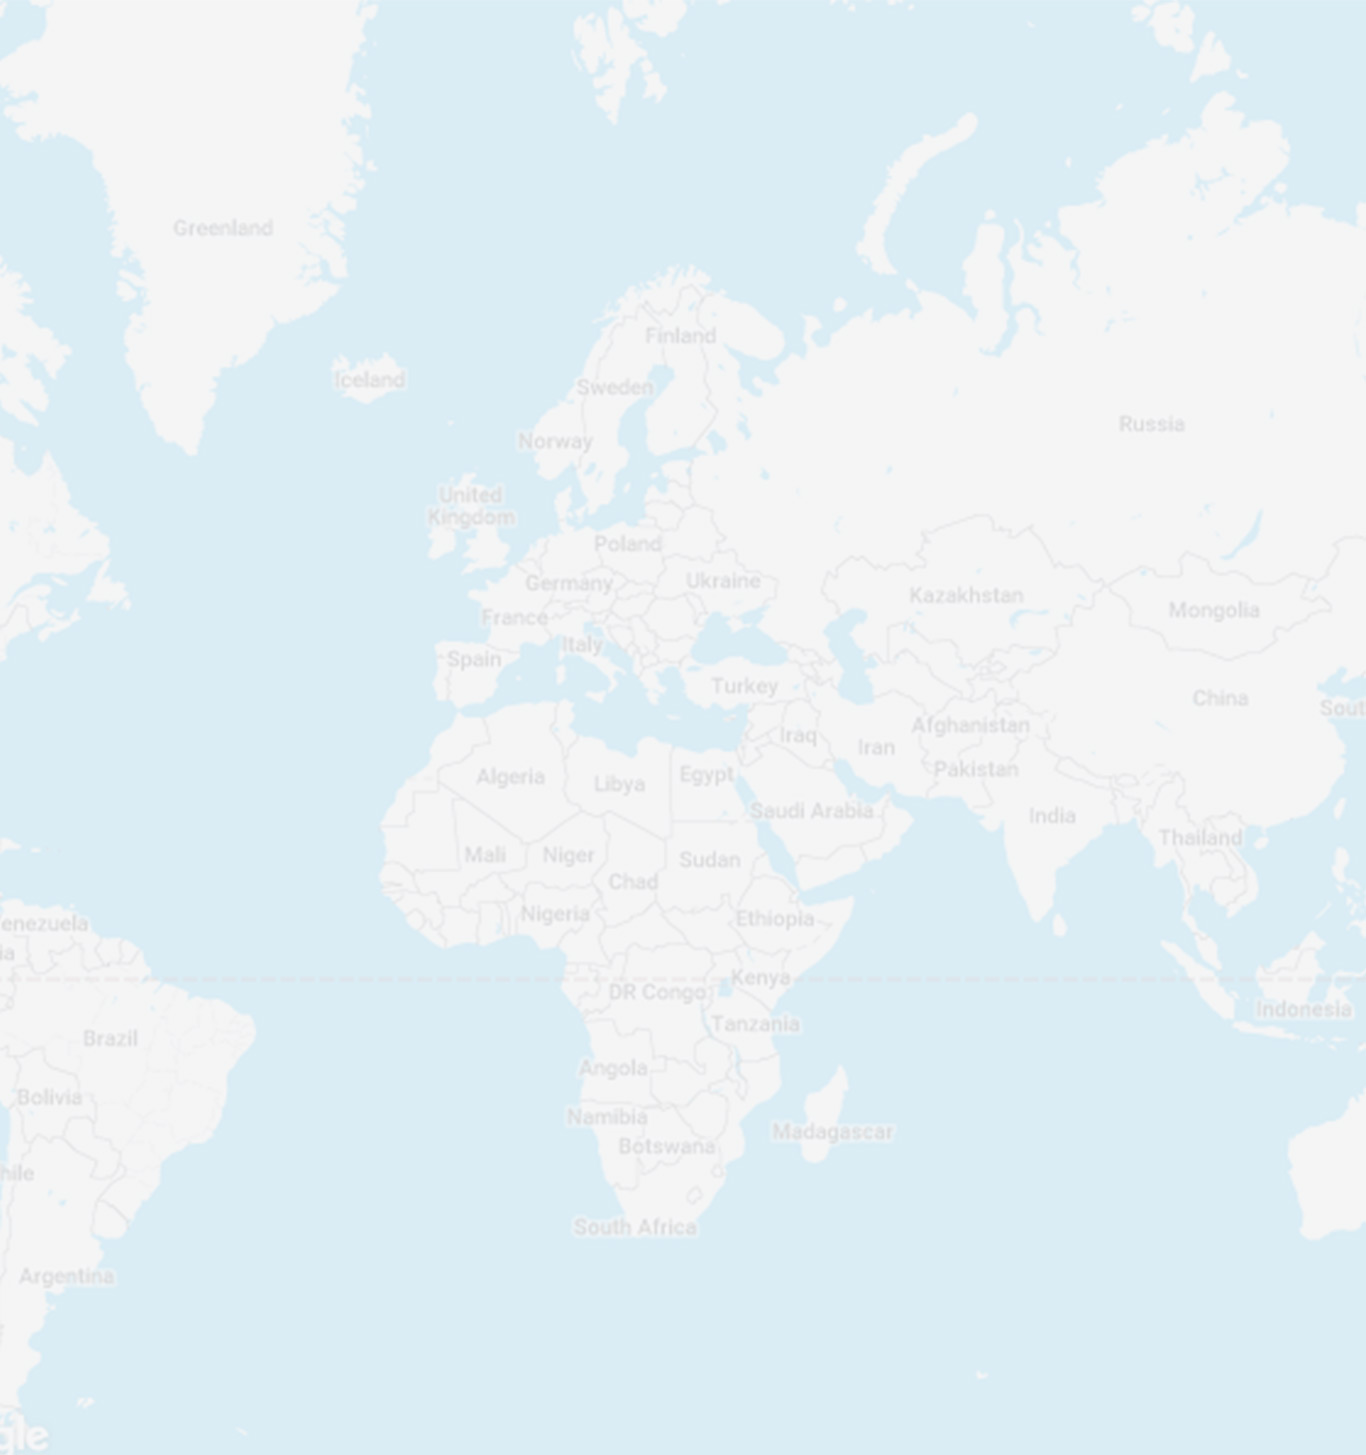 Greenland
Finland
Iceland
Sweden
Russia
Norway
United
Kingdom
Poland
Germany
Ukraine
Kazakhstan
Mongolia
France
Italy
Spain
Turkey
China
Sout
Afghanistan
Iraq
Iran
Pakistan
Algeria
Libya
Egypt
Saudi Arabia
India
Thailand
Mali
Niger
Sudan
Chad
Nigeria
Ethiopia
enezuela
ia
Kenya
DR Congo
Indonesia
Tanzania
Brazil
Angola
Bolivia
Namibia
Madagascar
Botswana
hile
South Africa
Argentina
gle